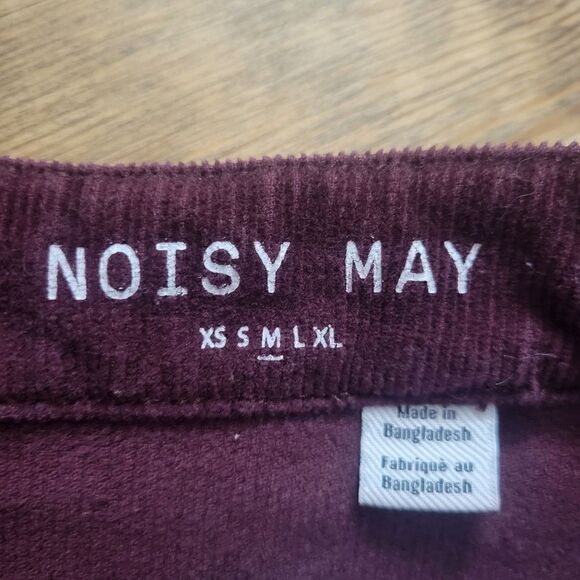 NOISY MAY
XS S M L XL
Made in
Bangladesh
Fabriqué au
Bangladesh